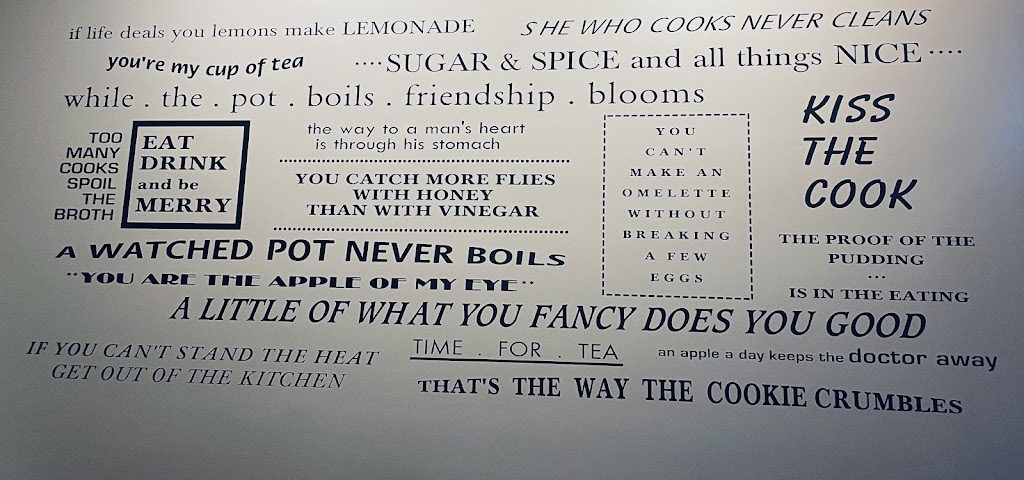 if life deals you lemons make LEMONADE
SHE WHO COOKS NEVER CLEANS
you're my cup of tea
....SUGAR & SPICE and all things NICE....
while . the . pot . boils . friendship . blooms
TOO
MANY
COOKS
SPOIL
THE
BROTH
EAT
DRINK
and be
MERRY
the way to a man's heart
is through his stomach
YOU CATCH MORE FLIES
WITH HONEY
THAN WITH VINEGAR
YOU
CAN'T
MAKE AN
OMELETTE
WITHOUT
BREAKING
A FEW
EGGS
KISS
THE
COOK
THE PROOF OF THE
PUDDING
...
IS IN THE EATING
A WATCHED POT NEVER BOILS
"YOU ARE THE APPLE OF MY EYE"
A LITTLE OF WHAT YOU FANCY DOES YOU GOOD
IF YOU CAN'T STAND THE HEAT
GET OUT OF THE KITCHEN
TIME . FOR . TEA
an apple a day keeps the doctor away
THAT'S THE WAY THE COOKIE CRUMBLES